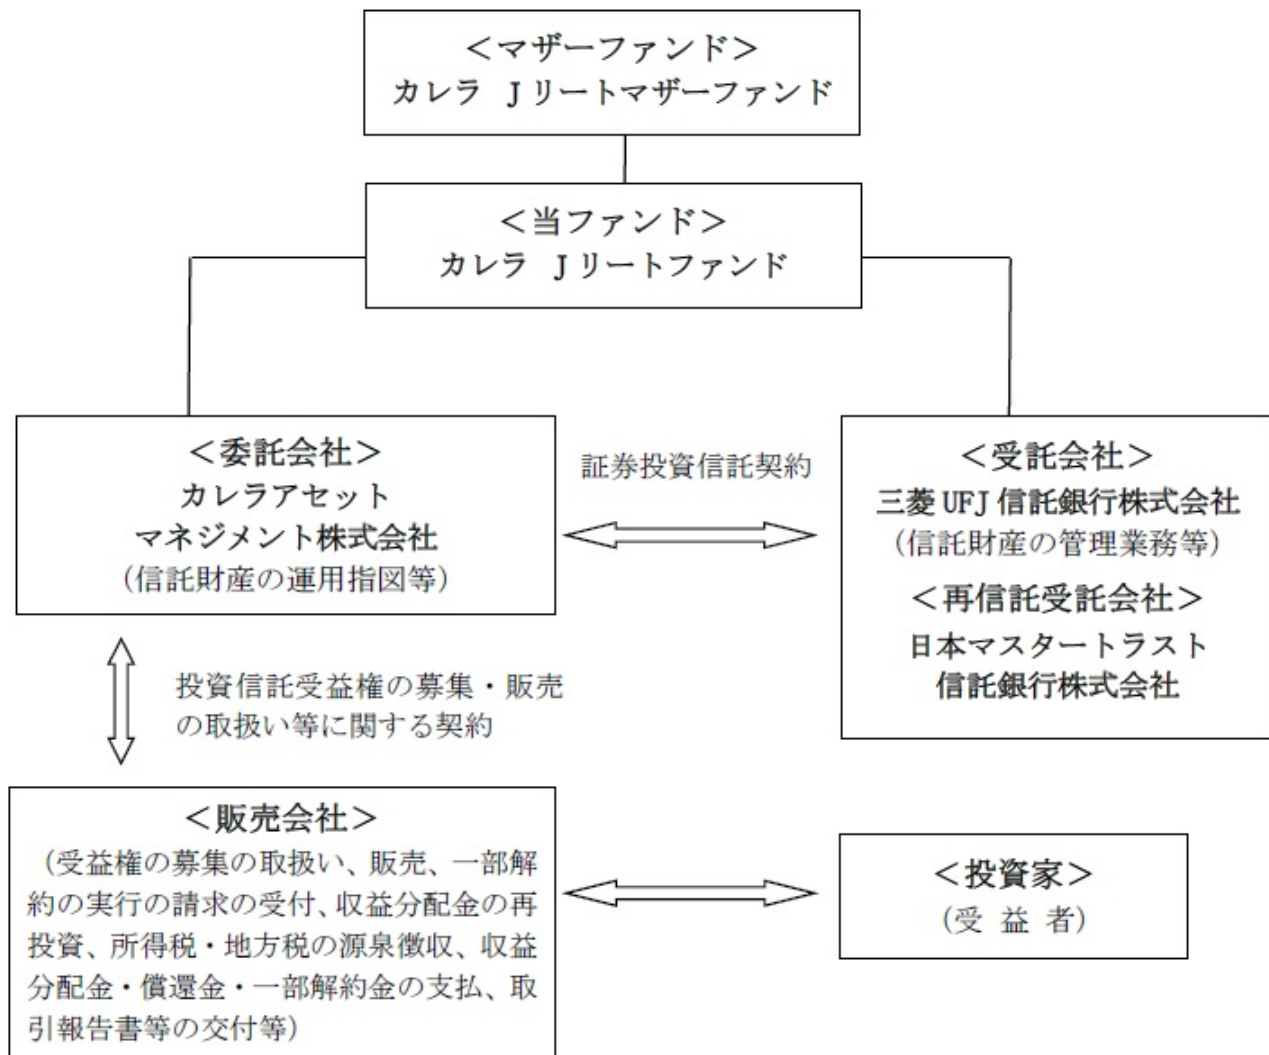 ＜マザーファンド＞
カレラ Ｊリートマザーファンド
＜当ファンド＞
カレラ Ｊリートファンド
＜委託会社＞
カレラアセット
マネジメント株式会社
（信託財産の運用指図等）
証券投資信託契約
＜受託会社＞
三菱 UFJ 信託銀行株式会社
（信託財産の管理業務等）
＜再信託受託会社＞
日本マスタートラスト
信託銀行株式会社
投資信託受益権の募集・販売
の取扱い等に関する契約
＜販売会社＞
（受益権の募集の取扱い、販売、一部解
約の実行の請求の受付、収益分配金の再
投資、所得税・地方税の源泉徴収、収益
分配金・償還金・一部解約金の支払、取
引報告書等の交付等）
＜投資家＞
（受 益 者）